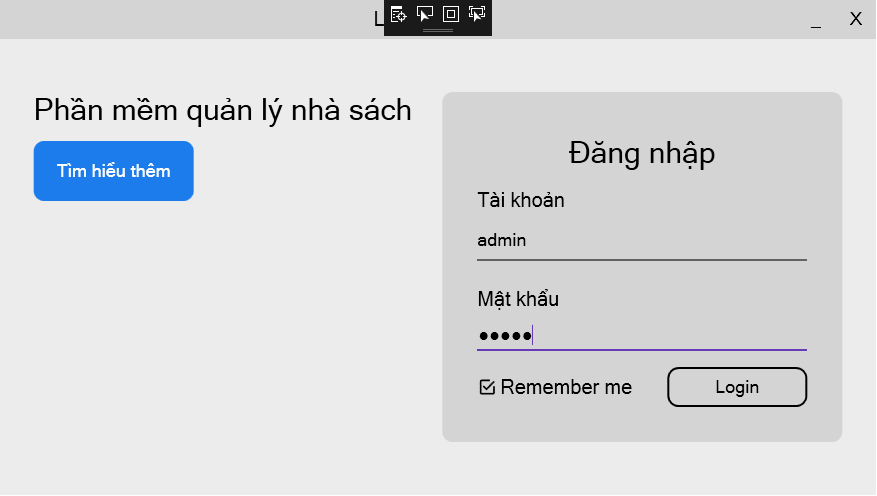 _ X
Phần mềm quản lý nhà sách
Tìm hiểu thêm
Đăng nhập
Tài khoản
admin
Mật khẩu
●●●●●
Remember me
Login